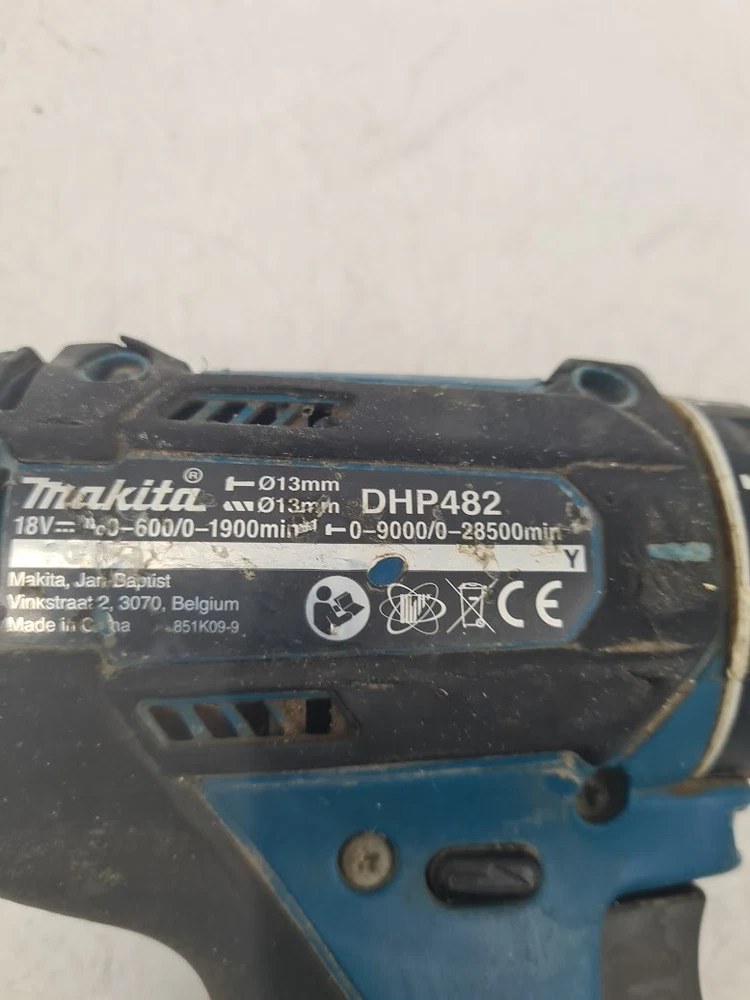 Makita® Ø13mm
Ø13mm DHP482
18V 0-600/0-1900min 0-9000/0-28500min
Y
Makita, Jan Baptist
Vinkstraat 2, 3070, Belgium
Made in
851K09-9
CE